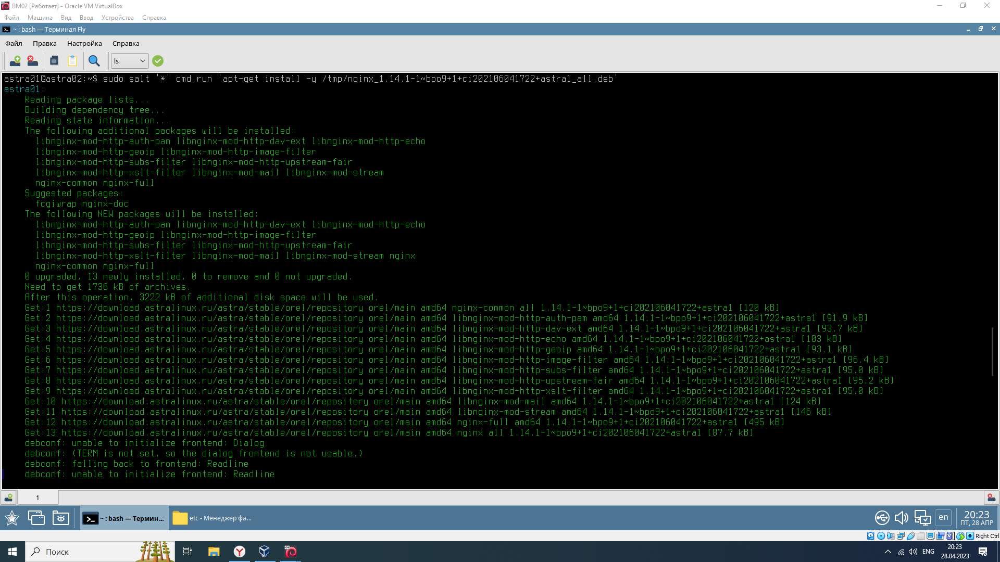 BM02 [Работает] - Oracle VM VirtualBox
Файл Машина Вид Ввод Устройства Справка
~ : bash — Терминал Fly
Файл Правка Настройка Справка
ls
astra01@astra02:~$ sudo salt '*' cmd.run 'apt-get install -y /tmp/nginx_1.14.1-1~bpo9+1+ci202106041722+astra1_all.deb'
astra01:
Reading package lists...
Building dependency tree...
Reading state information...
The following additional packages will be installed:
libnginx-mod-http-auth-pam libnginx-mod-http-dav-ext libnginx-mod-http-echo
libnginx-mod-http-geoip libnginx-mod-http-image-filter
libnginx-mod-http-subs-filter libnginx-mod-http-upstream-fair
libnginx-mod-http-xslt-filter libnginx-mod-mail libnginx-mod-stream
nginx-common nginx-full
Suggested packages:
fcgiwrap nginx-doc
The following NEW packages will be installed:
libnginx-mod-http-auth-pam libnginx-mod-http-dav-ext libnginx-mod-http-echo
libnginx-mod-http-geoip libnginx-mod-http-image-filter
libnginx-mod-http-subs-filter libnginx-mod-http-upstream-fair
libnginx-mod-http-xslt-filter libnginx-mod-mail libnginx-mod-stream nginx
nginx-common nginx-full
0 upgraded, 13 newly installed, 0 to remove and 0 not upgraded.
Need to get 1736 kB of archives.
After this operation, 3222 kB of additional disk space will be used.
Get:1 https://download.astralinux.ru/astra/stable/orel/repository orel/main amd64 nginx-common all 1.14.1-1~bpo9+1+ci202106041722+astra1 [120 kB]
Get:2 https://download.astralinux.ru/astra/stable/orel/repository orel/main amd64 libnginx-mod-http-auth-pam amd64 1.14.1-1~bpo9+1+ci202106041722+astra1 [91.9 kB]
Get:3 https://download.astralinux.ru/astra/stable/orel/repository orel/main amd64 libnginx-mod-http-dav-ext amd64 1.14.1-1~bpo9+1+ci202106041722+astra1 [93.7 kB]
Get:4 https://download.astralinux.ru/astra/stable/orel/repository orel/main amd64 libnginx-mod-http-echo amd64 1.14.1-1~bpo9+1+ci202106041722+astra1 [103 kB]
Get:5 https://download.astralinux.ru/astra/stable/orel/repository orel/main amd64 libnginx-mod-http-geoip amd64 1.14.1-1~bpo9+1+ci202106041722+astra1 [93.1 kB]
Get:6 https://download.astralinux.ru/astra/stable/orel/repository orel/main amd64 libnginx-mod-http-image-filter amd64 1.14.1-1~bpo9+1+ci202106041722+astra1 [96.4 kB]
Get:7 https://download.astralinux.ru/astra/stable/orel/repository orel/main amd64 libnginx-mod-http-subs-filter amd64 1.14.1-1~bpo9+1+ci202106041722+astra1 [95.0 kB]
Get:8 https://download.astralinux.ru/astra/stable/orel/repository orel/main amd64 libnginx-mod-http-upstream-fair amd64 1.14.1-1~bpo9+1+ci202106041722+astra1 [95.2 kB]
Get:9 https://download.astralinux.ru/astra/stable/orel/repository orel/main amd64 libnginx-mod-http-xslt-filter amd64 1.14.1-1~bpo9+1+ci202106041722+astra1 [95.0 kB]
Get:10 https://download.astralinux.ru/astra/stable/orel/repository orel/main amd64 libnginx-mod-mail amd64 1.14.1-1~bpo9+1+ci202106041722+astra1 [124 kB]
Get:11 https://download.astralinux.ru/astra/stable/orel/repository orel/main amd64 libnginx-mod-stream amd64 1.14.1-1~bpo9+1+ci202106041722+astra1 [146 kB]
Get:12 https://download.astralinux.ru/astra/stable/orel/repository orel/main amd64 nginx-full amd64 1.14.1-1~bpo9+1+ci202106041722+astra1 [495 kB]
Get:13 https://download.astralinux.ru/astra/stable/orel/repository orel/main amd64 nginx all 1.14.1-1~bpo9+1+ci202106041722+astra1 [87.7 kB]
debconf: unable to initialize frontend: Dialog
debconf: (TERM is not set, so the dialog frontend is not usable.)
debconf: falling back to frontend: Readline
debconf: unable to initialize frontend: Readline
1
~ : bash — Термин...
etc - Менеджер фа...
en
20:23
ПТ, 28 АПР
Right Ctrl
Поиск
ENG
20:23
28.04.2023